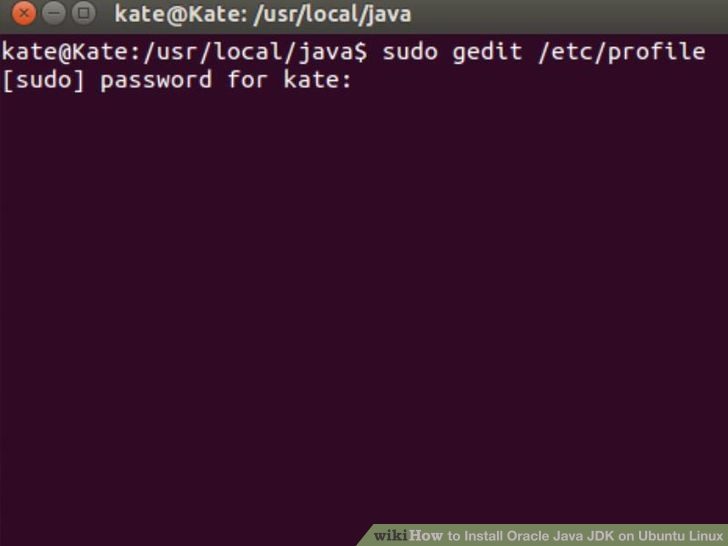 kate@Kate: /usr/local/java
kate@Kate:/usr/local/java$ sudo gedit /etc/profile
[sudo] password for kate:
wikiHow to Install Oracle Java JDK on Ubuntu Linux